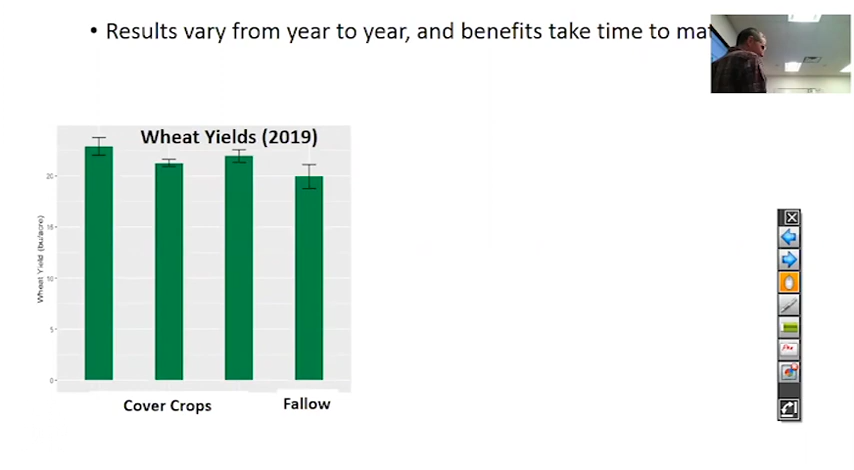 • Results vary from year to year, and benefits take time to
Wheat Yields (2019)
Wheat Yield (bu/acre)
20
15
10
5
0
Cover Crops
Fallow